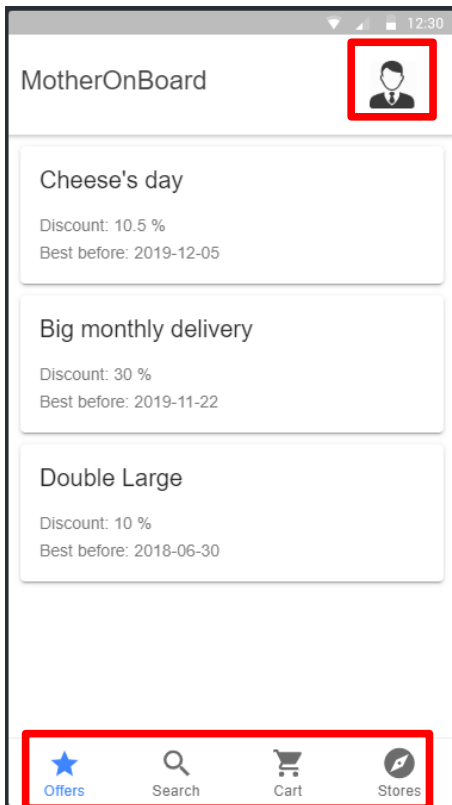 12:30
MotherOnBoard
Cheese's day
Discount: 10.5 %
Best before: 2019-12-05
Big monthly delivery
Discount: 30 %
Best before: 2019-11-22
Double Large
Discount: 10 %
Best before: 2018-06-30
Offers Search Cart Stores